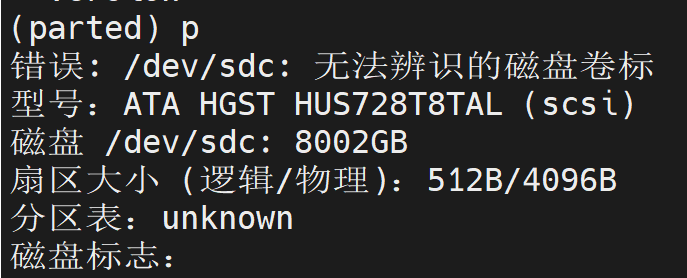 (parted) p
错误: /dev/sdc: 无法辨识的磁盘卷标
型号: ATA HGST HUS728T8TAL (scsi)
磁盘 /dev/sdc: 8002GB
扇区大小 (逻辑/物理): 512B/4096B
分区表: unknown
磁盘标志: